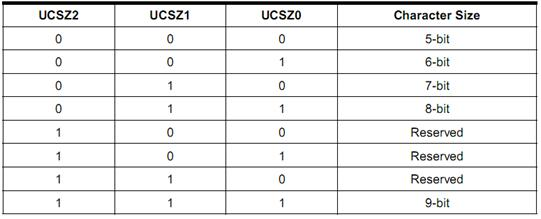 UCSZ2 UCSZ1 UCSZ0 Character Size
0 0 0 5-bit
0 0 1 6-bit
0 1 0 7-bit
0 1 1 8-bit
1 0 0 Reserved
1 0 1 Reserved
1 1 0 Reserved
1 1 1 9-bit